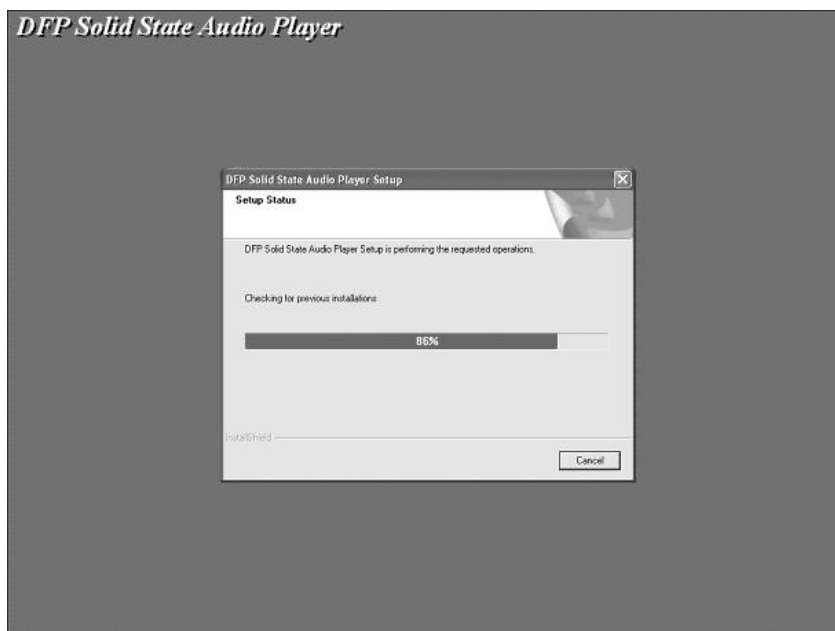 DFP Solid State Audio Player
DFP Solid State Audio Player Setup
Setup Status
DFP Solid State Audio Player Setup is performing the requested operations.
Checking for previous installations
86%
InstallShield
Cancel